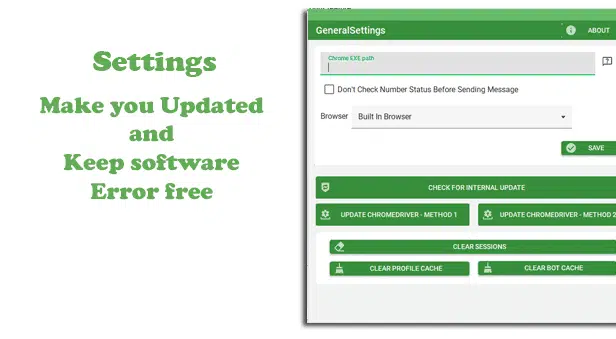 Settings
Make you Updated
and
Keep software
Error free
GeneralSettings
ABOUT
Chrome EXE path
Don't Check Number Status Before Sending Message
Browser
Built In Browser
SAVE
CHECK FOR INTERNAL UPDATE
UPDATE CHROMEDRIVER - METHOD 1
UPDATE CHROMEDRIVER - METHOD 2
CLEAR SESSIONS
CLEAR PROFILE CACHE
CLEAR BOT CACHE